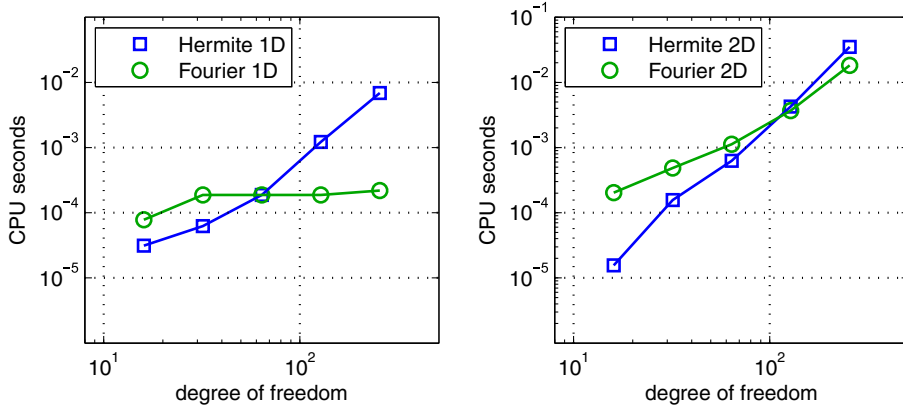 Hermite 1D
Fourier 1D
10^-2
10^-3
10^-4
10^-5
CPU seconds
10^1
10^2
degree of freedom
10^-1
Hermite 2D
Fourier 2D
10^-2
10^-3
10^-4
10^-5
CPU seconds
10^1
10^2
degree of freedom